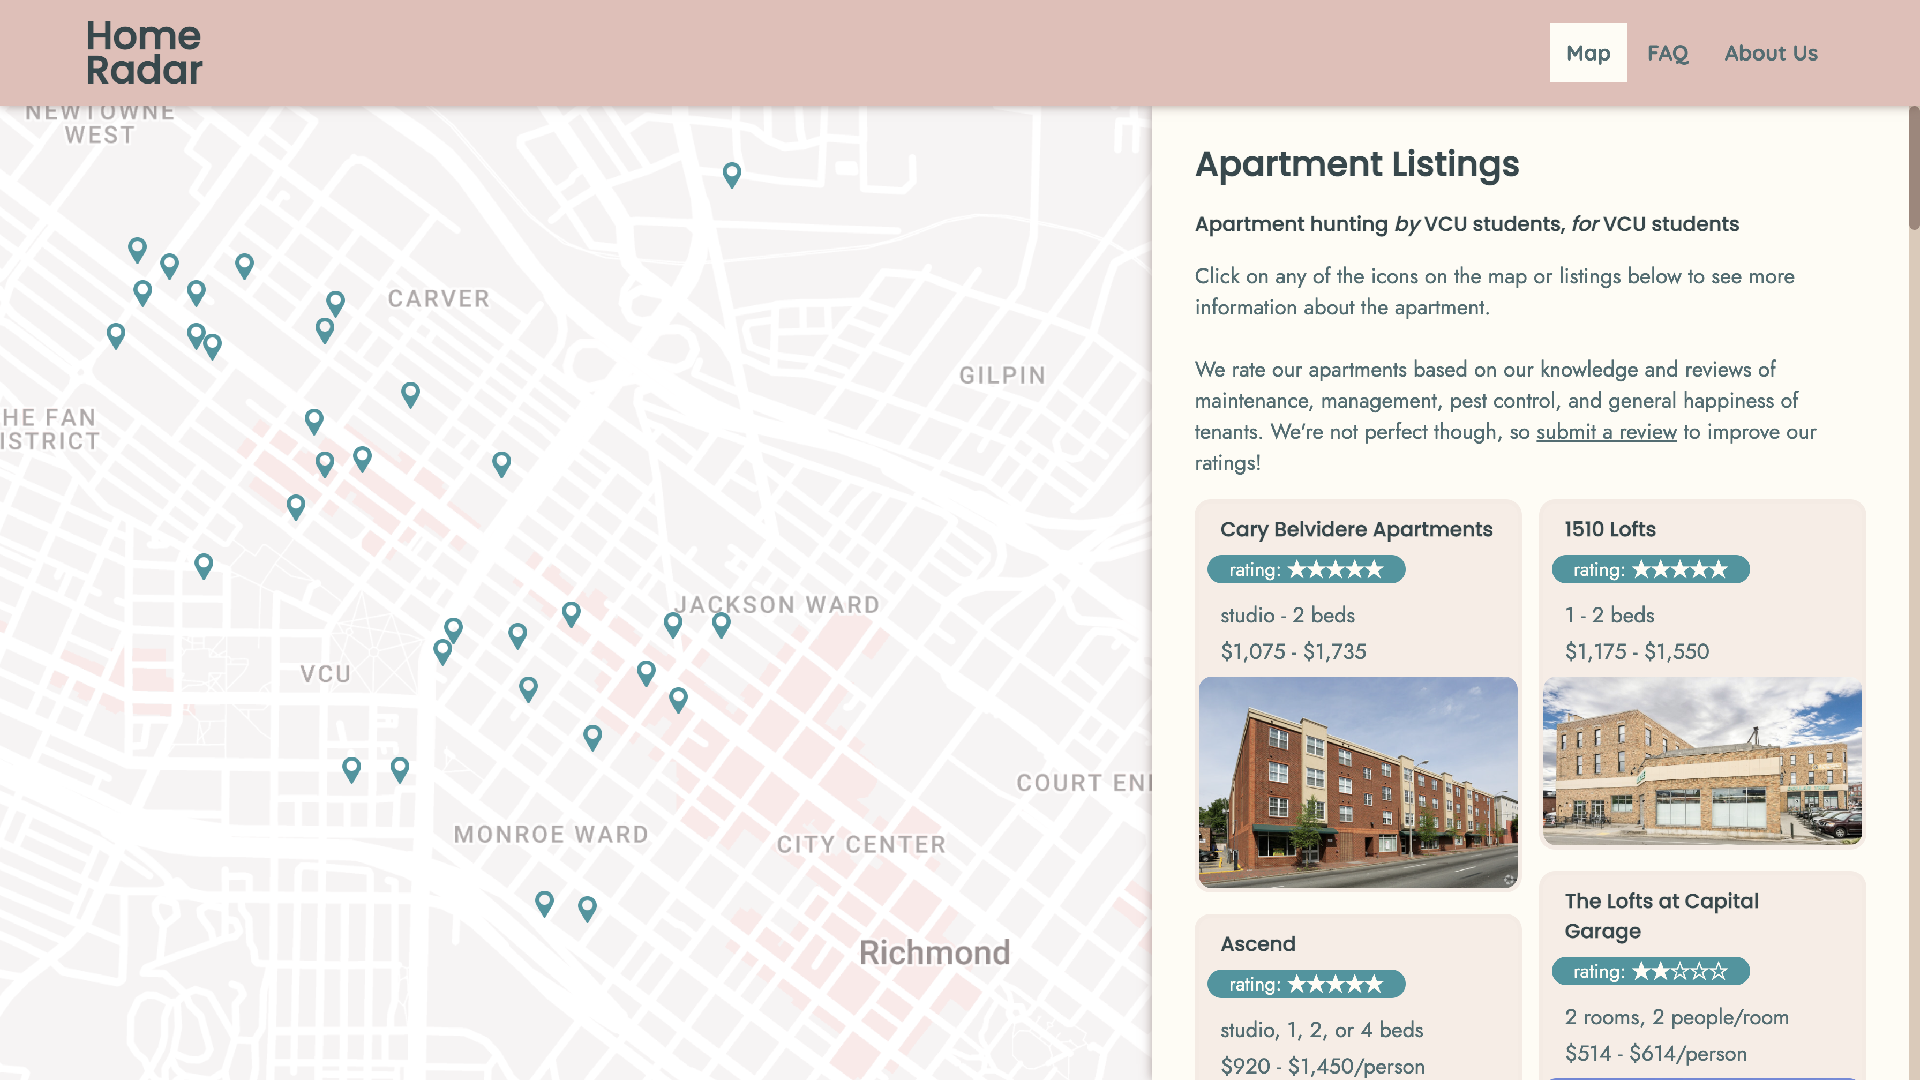 Home
Radar
Map
FAQ
About Us
NEWTOWNE
WEST
CARVER
GILPIN
HE FAN
ISTRICT
JACKSON WARD
VCU
COURT EN
MONROE WARD
CITY CENTER
Richmond
Apartment Listings
Apartment hunting by VCU students, for VCU students
Click on any of the icons on the map or listings below to see more
information about the apartment.
We rate our apartments based on our knowledge and reviews of
maintenance, management, pest control, and general happiness of
tenants. We're not perfect though, so submit a review to improve our
ratings!
Cary Belvidere Apartments
rating: ★★★★★
studio - 2 beds
$1,075 - $1,735
1510 Lofts
rating: ★★★★★
1 - 2 beds
$1,175 - $1,550
Ascend
rating: ★★★★★
studio, 1, 2, or 4 beds
$920 - $1,450/person
The Lofts at Capital
Garage
rating: ★★☆☆☆
2 rooms, 2 people/room
$514 - $614/person